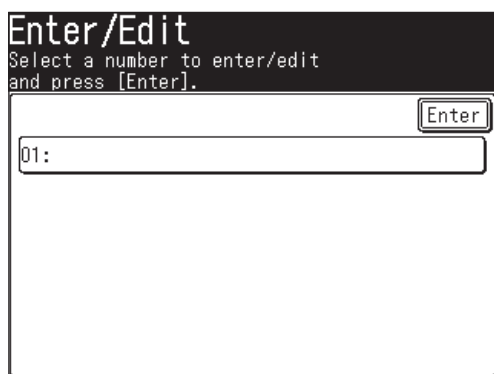 Enter/Edit
Select a number to enter/edit
and press [Enter].
Enter
01: